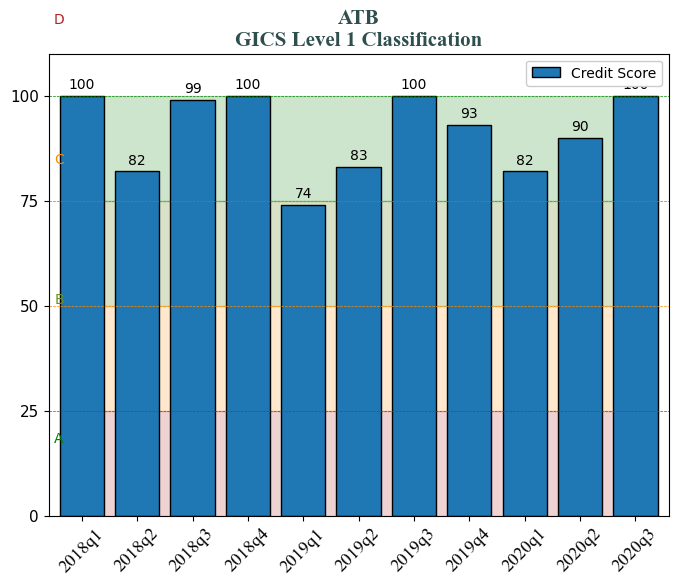 D
ATB
GICS Level 1 Classification
Credit Score
100
82
99
100
74
83
100
93
82
90
100
100
C
75
B
50
A
25
0
2018q1
2018q2
2018q3
2018q4
2019q1
2019q2
2019q3
2019q4
2020q1
2020q2
2020q3